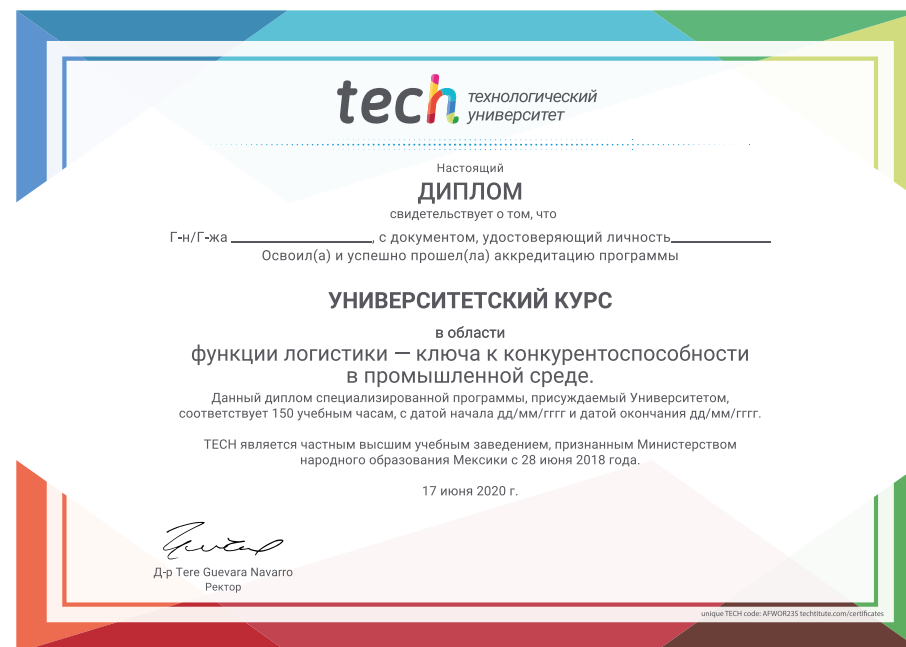 tech технологический
университет
Настоящий
ДИПЛОМ
свидетельствует о том, что
Г-н/Г-жа ____________________, с документом, удостоверяющий личность______________
Освоил(а) и успешно прошел(ла) аккредитацию программы
УНИВЕРСИТЕТСКИЙ КУРС
в области
функции логистики — ключа к конкурентоспособности
в промышленной среде.
Данный диплом специализированной программы, присуждаемый Университетом,
соответствует 150 учебным часам, с датой начала дд/мм/гггг и датой окончания дд/мм/гггг.
TECH является частным высшим учебным заведением, признанным Министерством
народного образования Мексики с 28 июня 2018 года.
17 июня 2020 г.
Д-р Tere Guevara Navarro
Ректор
unique TECH code: AFWOR23S techtitute.com/certificates